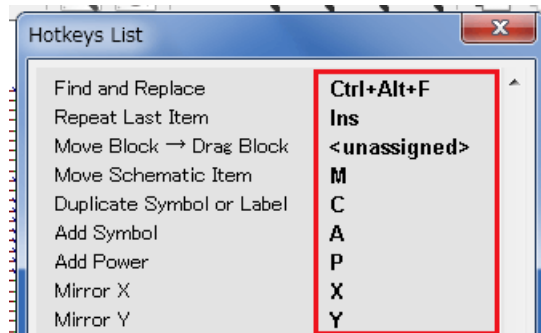 Hotkeys List
Find and Replace Ctrl+Alt+F
Repeat Last Item Ins
Move Block → Drag Block <unassigned>
Move Schematic Item M
Duplicate Symbol or Label C
Add Symbol A
Add Power P
Mirror X X
Mirror Y Y